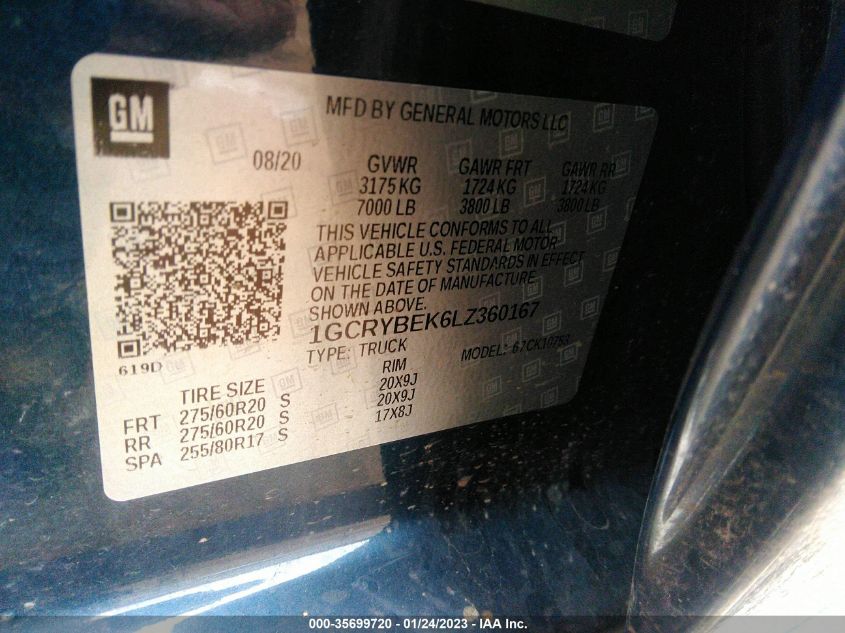 GM
MFD BY GENERAL MOTORS LLC
08/20 GVWR GAWR FRT GAWR RR
3175 KG 1724 KG 1724 KG
7000 LB 3800 LB 3800 LB
THIS VEHICLE CONFORMS TO ALL
APPLICABLE U.S. FEDERAL MOTOR
VEHICLE SAFETY STANDARDS IN EFFECT
ON THE DATE OF MANUFACTURE
SHOWN ABOVE.
1GCRYBEK6LZ360167
619D
TYPE: TRUCK MODEL:
TIRE SIZE RIM
FRT 275/60R20 S 20X9J
RR 275/60R20 S 20X9J
SPA 255/80R17 S 17X8J
000-35699720 - 01/24/2023 - IAA Inc.